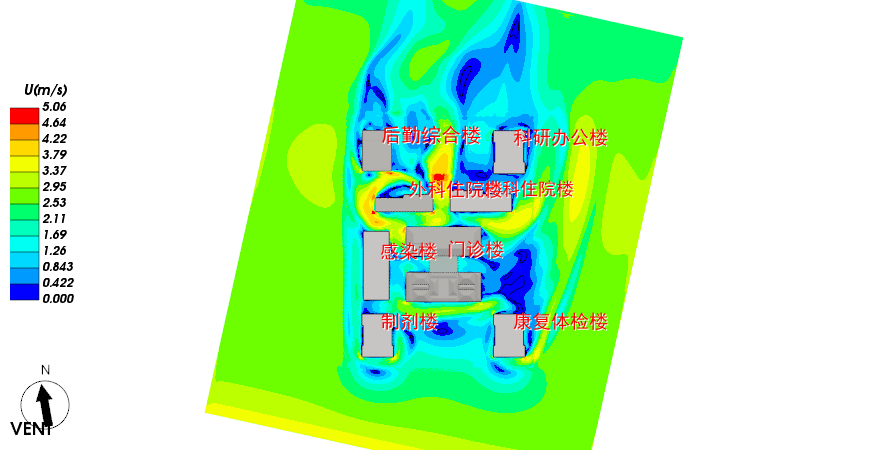 U(m/s)
5.06
4.64
4.22
3.79
3.37
2.95
2.53
2.11
1.69
1.26
0.843
0.422
0.000
后勤综合楼
科研办公楼
外科住院楼
科住院楼
感染楼
门诊楼
制剂楼
康复体检楼
N
VENT